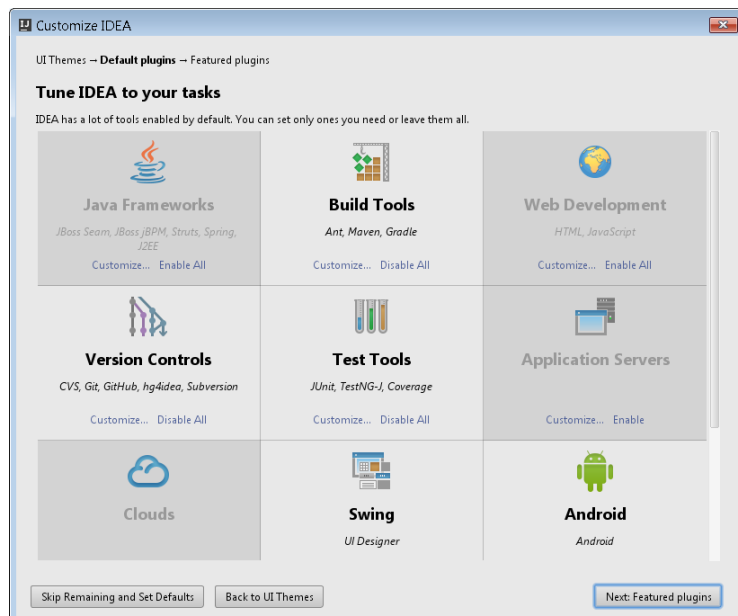 Customize IDEA
UI Themes → Default plugins → Featured plugins
Tune IDEA to your tasks
IDEA has a lot of tools enabled by default. You can set only ones you need or leave them all.
Java Frameworks
JBoss Seam, JBoss jBPM, Struts, Spring,
J2EE
Customize... Enable All
Build Tools
Ant, Maven, Gradle
Customize... Disable All
Web Development
HTML, JavaScript
Customize... Enable All
Version Controls
CVS, Git, GitHub, hg4idea, Subversion
Customize... Disable All
Test Tools
JUnit, TestNG-J, Coverage
Customize... Disable All
Application Servers
Customize... Enable
Clouds
Swing
UI Designer
Android
Android
Skip Remaining and Set Defaults
Back to UI Themes
Next: Featured plugins